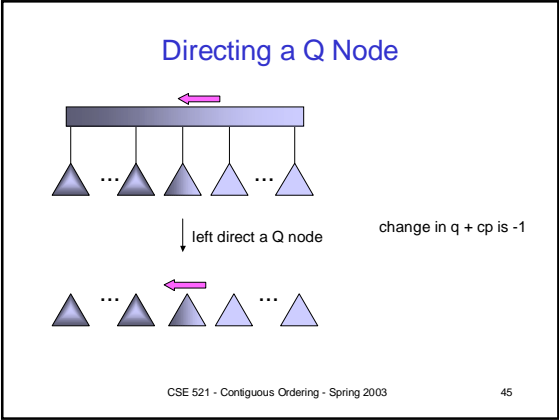 Directing a Q Node
... ...
left direct a Q node
change in q + cp is -1
... ...
CSE 521 - Contiguous Ordering - Spring 2003 45